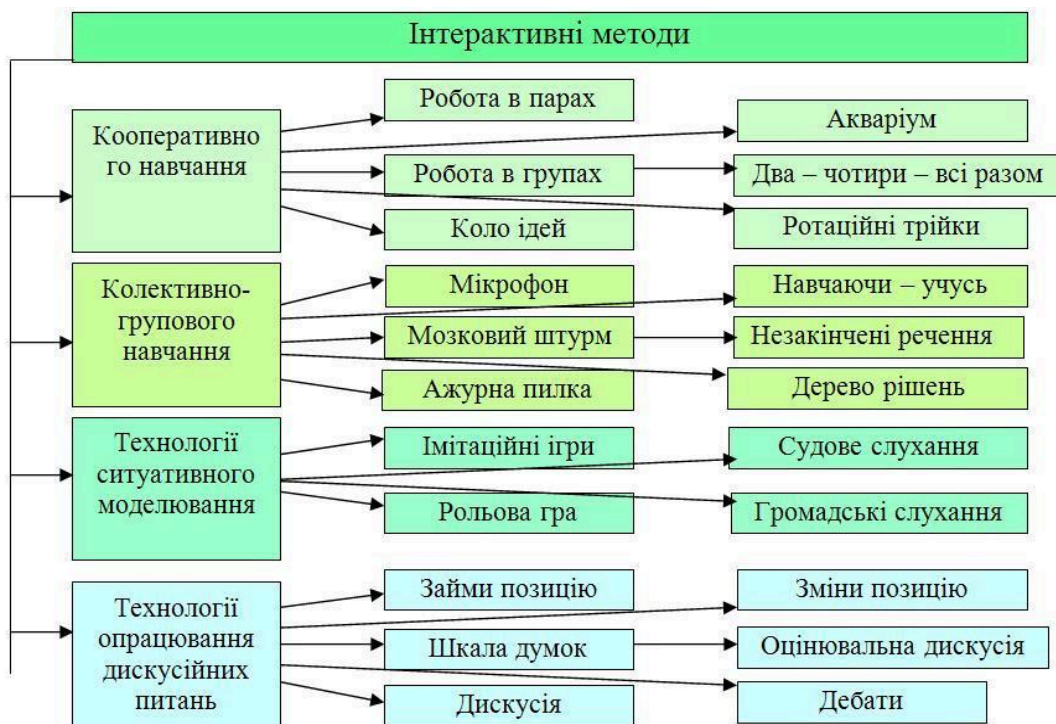 Інтерактивні методи
Кооперативно
го навчання
Робота в парах
Акваріум
Робота в групах
Два – чотири – всі разом
Коло ідей
Ротаційні трійки
Колективно-
групового
навчання
Мікрофон
Навчаючи – учусь
Мозковий штурм
Незакінчені речення
Ажурна пилка
Дерево рішень
Технології
ситуативного
моделювання
Імітаційні ігри
Судове слухання
Рольова гра
Громадські слухання
Технології
опрацювання
дискусійних
питань
Займи позицію
Зміни позицію
Шкала думок
Оцінювальна дискусія
Дискусія
Дебати